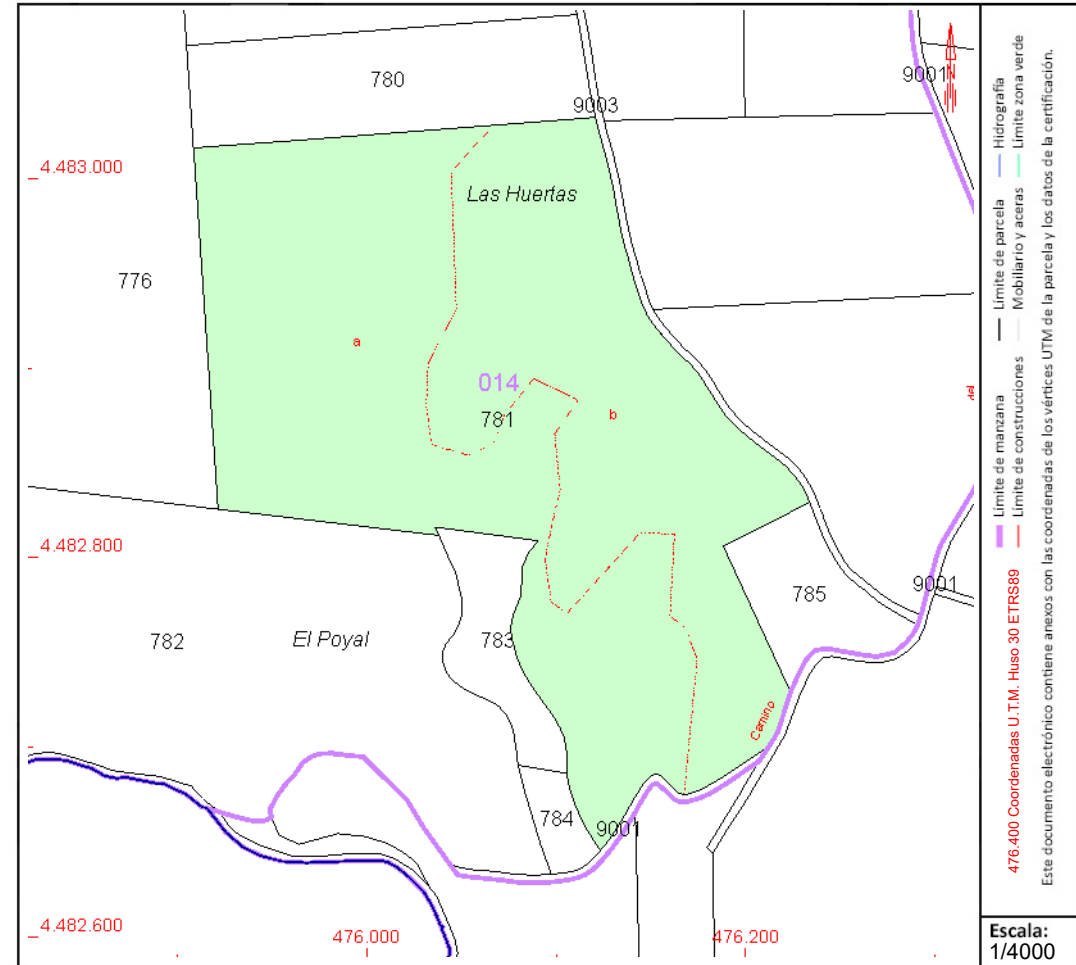 780
9001
9003
4.483.000
Las Huertas
776
a
014
781
b
4.482.800
9001
785
782
El Poyal
783
Camino
784
9001
4.482.600
476.000
476.200
Hidrografía
Límite zona verde
Límite de parcela
Mobiliario y aceras
Límite de manzana
Límite de construcciones
476.400 Coordenadas U.T.M. Huso 30 ETRS89
Este documento electrónico contiene anexos con las coordenadas de los vértices UTM de la parcela y los datos de la certificación.
Escala:
1/4000